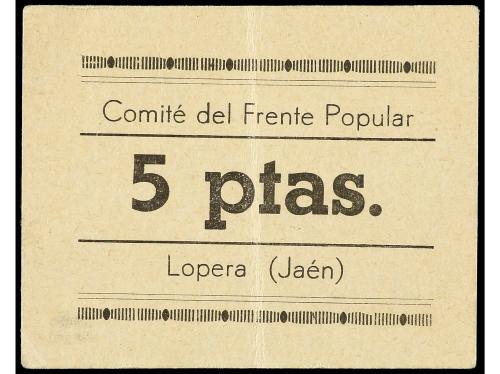 Comité del Frente Popular
5 ptas.
Lopera (Jaén)